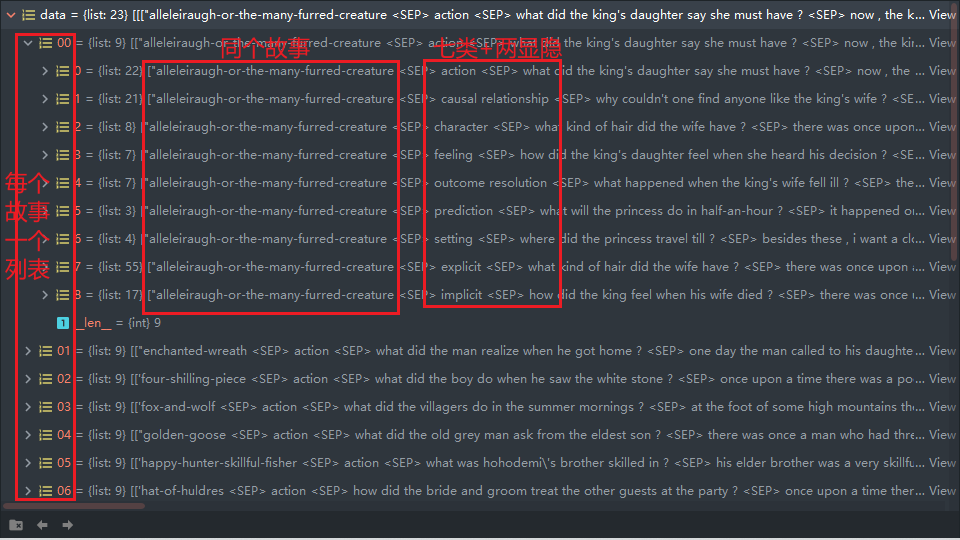 data = {list: 23} [[["alleleiraugh-or-the-many-furred-creature <SEP> action <SEP> what did the king's daughter say she must have ? <SEP> now , the k... View
00 = {list: 9} [["alleleiraugh-or-the-many-furred-creature <SEP> action <SEP> what did the king's daughter say she must have ? <SEP> now , the kin... View
同个故事
七类+两显隐
0 = {list: 22} ["alleleiraugh-or-the-many-furred-creature <SEP> action <SEP> what did the king's daughter say she must have ? <SEP> now , the ... View
1 = {list: 21} ["alleleiraugh-or-the-many-furred-creature <SEP> causal relationship <SEP> why couldn't one find anyone like the king's wife ? <SE... View
2 = {list: 8} ["alleleiraugh-or-the-many-furred-creature <SEP> character <SEP> what kind of hair did the wife have ? <SEP> there was once upon... View
3 = {list: 7} ["alleleiraugh-or-the-many-furred-creature <SEP> feeling <SEP> how did the king's daughter feel when she heard his decision ? <SE... View
4 = {list: 7} ["alleleiraugh-or-the-many-furred-creature <SEP> outcome resolution <SEP> what happened when the king's wife fell ill ? <SEP> the... View
5 = {list: 3} ["alleleiraugh-or-the-many-furred-creature <SEP> prediction <SEP> what will the princess do in half-an-hour ? <SEP> it happened o... View
6 = {list: 4} ["alleleiraugh-or-the-many-furred-creature <SEP> setting <SEP> where did the princess travel till ? <SEP> besides these , i want a cl... View
7 = {list: 55} ["alleleiraugh-or-the-many-furred-creature <SEP> explicit <SEP> what kind of hair did the wife have ? <SEP> there was once upon ... View
8 = {list: 17} ["alleleiraugh-or-the-many-furred-creature <SEP> implicit <SEP> how did the king feel when his wife died ? <SEP> there was once ... View
每个
故事
一个
列表
1 __len__ = {int} 9
01 = {list: 9} [["enchanted-wreath <SEP> action <SEP> what did the man realize when he got home ? <SEP> one day the man called to his daughte... View
02 = {list: 9} [['four-shilling-piece <SEP> action <SEP> what did the boy do when he saw the white stone ? <SEP> once upon a time there was a po... View
03 = {list: 9} [['fox-and-wolf <SEP> action <SEP> what did the villagers do in the summer mornings ? <SEP> at the foot of some high mountains the... View
04 = {list: 9} [["golden-goose <SEP> action <SEP> what did the old grey man ask from the eldest son ? <SEP> there was once a man who had thre... View
05 = {list: 9} [['happy-hunter-skillful-fisher <SEP> action <SEP> what was hohodemi\'s brother skilled in ? <SEP> his elder brother was a very skillfu... View
06 = {list: 9} [['hat-of-huldres <SEP> action <SEP> how did the bride and groom treat the other guests at the party ? <SEP> once upon a time ther... View